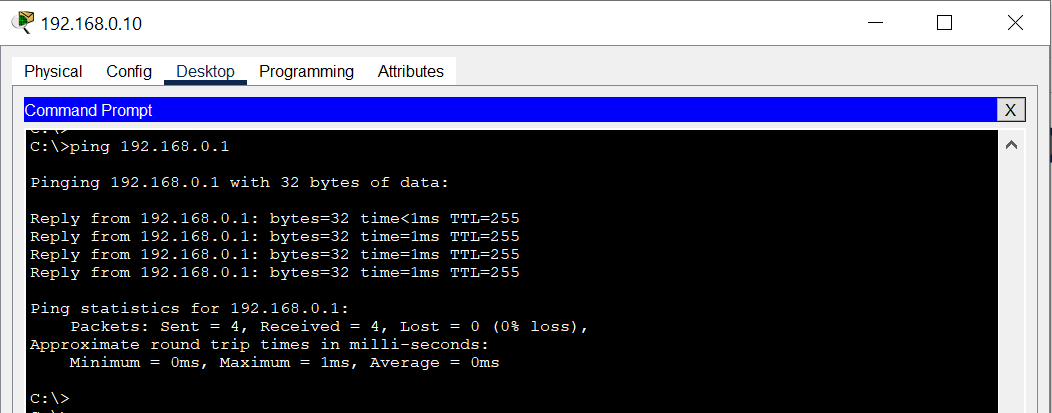 192.168.0.10
Physical Config Desktop Programming Attributes
Command Prompt X
C:\>
C:\>ping 192.168.0.1
Pinging 192.168.0.1 with 32 bytes of data:
Reply from 192.168.0.1: bytes=32 time<1ms TTL=255
Reply from 192.168.0.1: bytes=32 time=1ms TTL=255
Reply from 192.168.0.1: bytes=32 time=1ms TTL=255
Reply from 192.168.0.1: bytes=32 time=1ms TTL=255
Ping statistics for 192.168.0.1:
Packets: Sent = 4, Received = 4, Lost = 0 (0% loss),
Approximate round trip times in milli-seconds:
Minimum = 0ms, Maximum = 1ms, Average = 0ms
C:\>